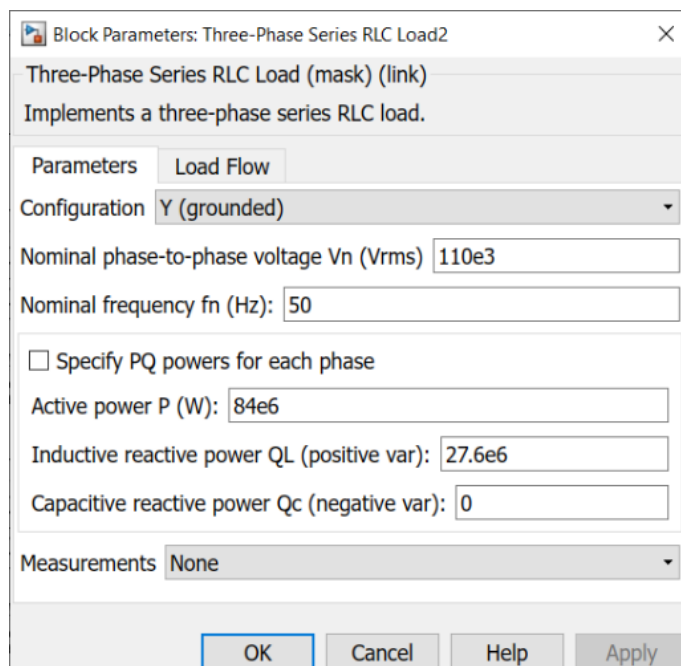 Block Parameters: Three-Phase Series RLC Load2
Three-Phase Series RLC Load (mask) (link)
Implements a three-phase series RLC load.
Parameters Load Flow
Configuration Y (grounded)
Nominal phase-to-phase voltage Vn (Vrms) 110e3
Nominal frequency fn (Hz): 50
Specify PQ powers for each phase
Active power P (W): 84e6
Inductive reactive power QL (positive var): 27.6e6
Capacitive reactive power Qc (negative var): 0
Measurements None
OK Cancel Help Apply